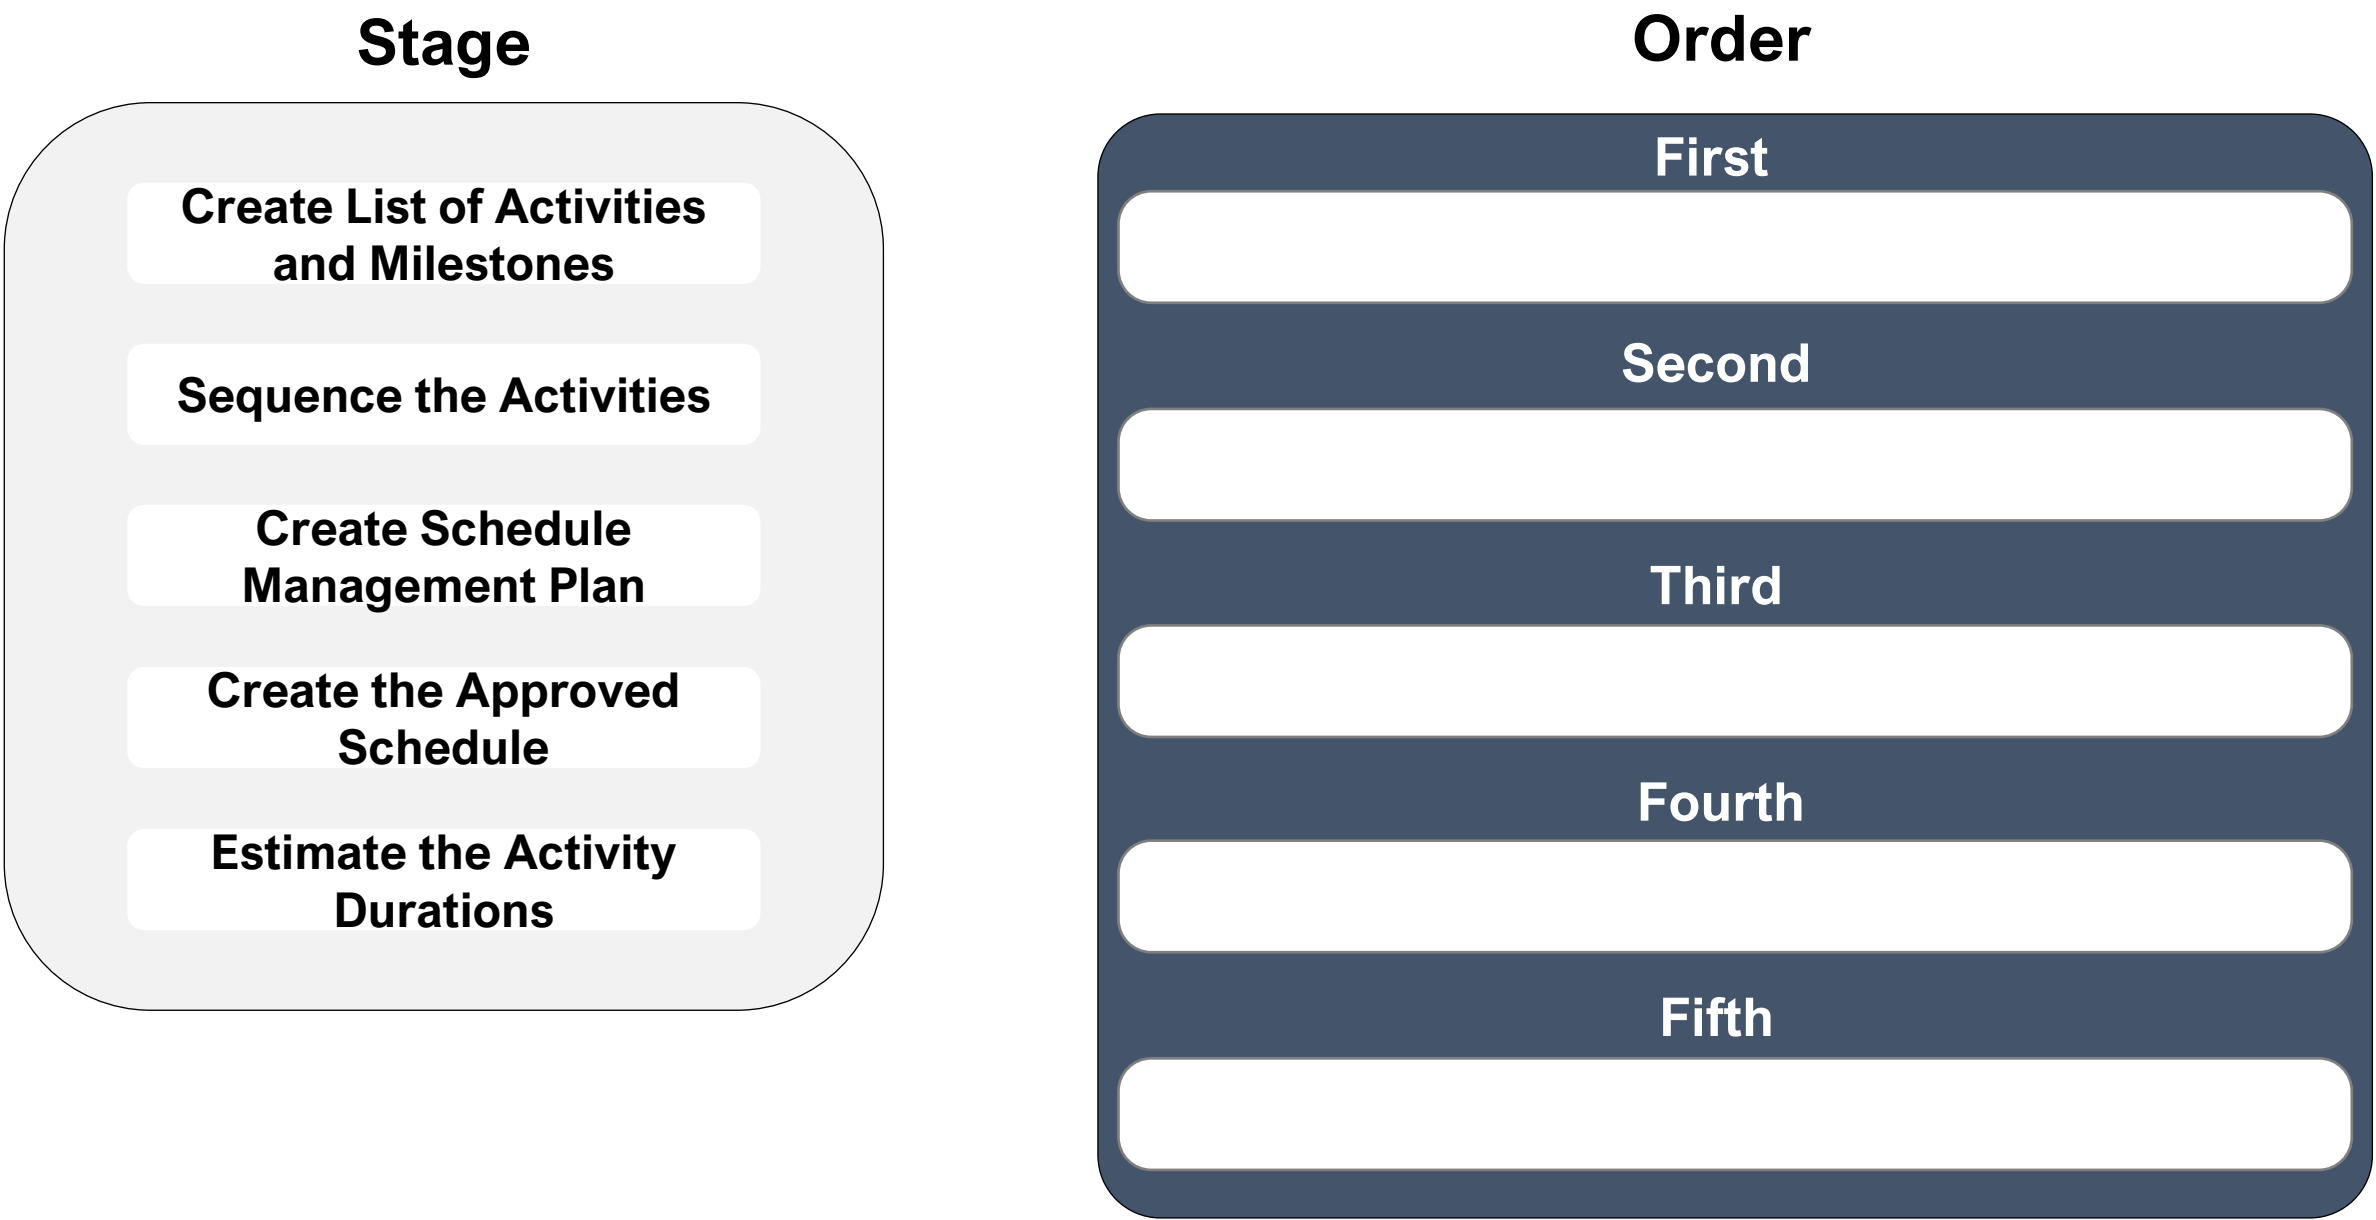 Stage
Create List of Activities
and Milestones
Sequence the Activities
Create Schedule
Management Plan
Create the Approved
Schedule
Estimate the Activity
Durations
Order
First
Second
Third
Fourth
Fifth